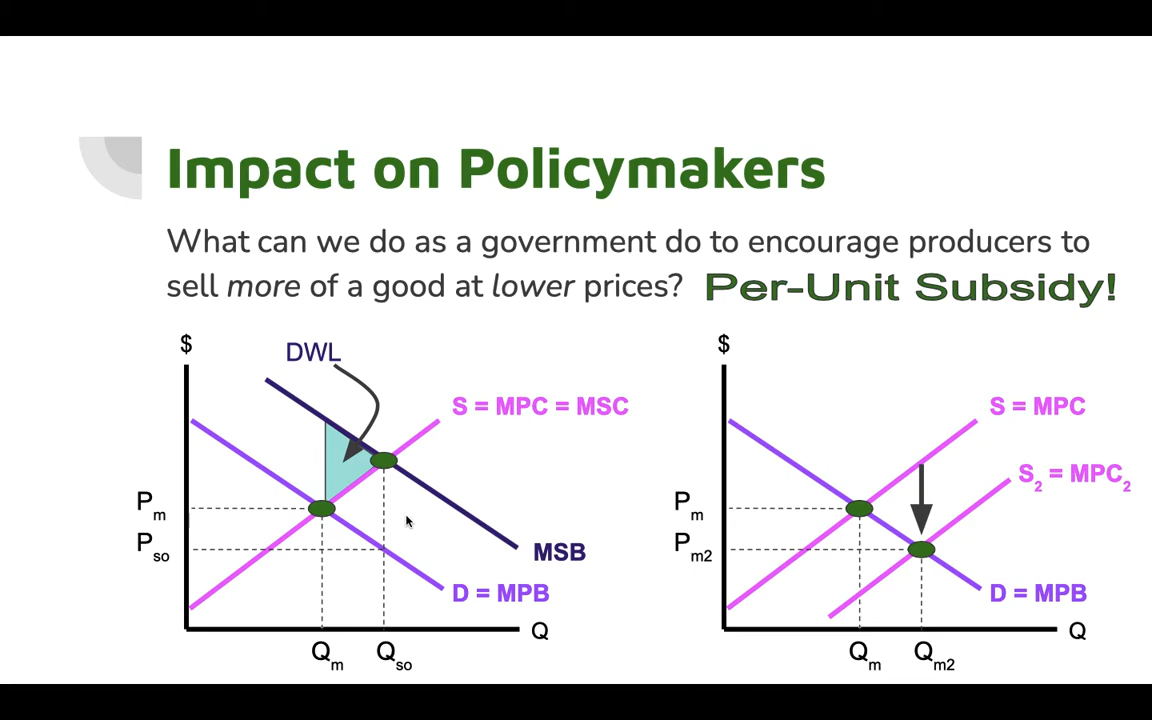 Impact on Policymakers
What can we do as a government do to encourage producers to
sell more of a good at lower prices? Per-Unit Subsidy!
$
DWL
S = MPC = MSC
Pm
Pso
MSB
D = MPB
Q
Qm
Qso
$
S = MPC
S2 = MPC2
Pm
Pm2
D = MPB
Q
Qm
Qm2